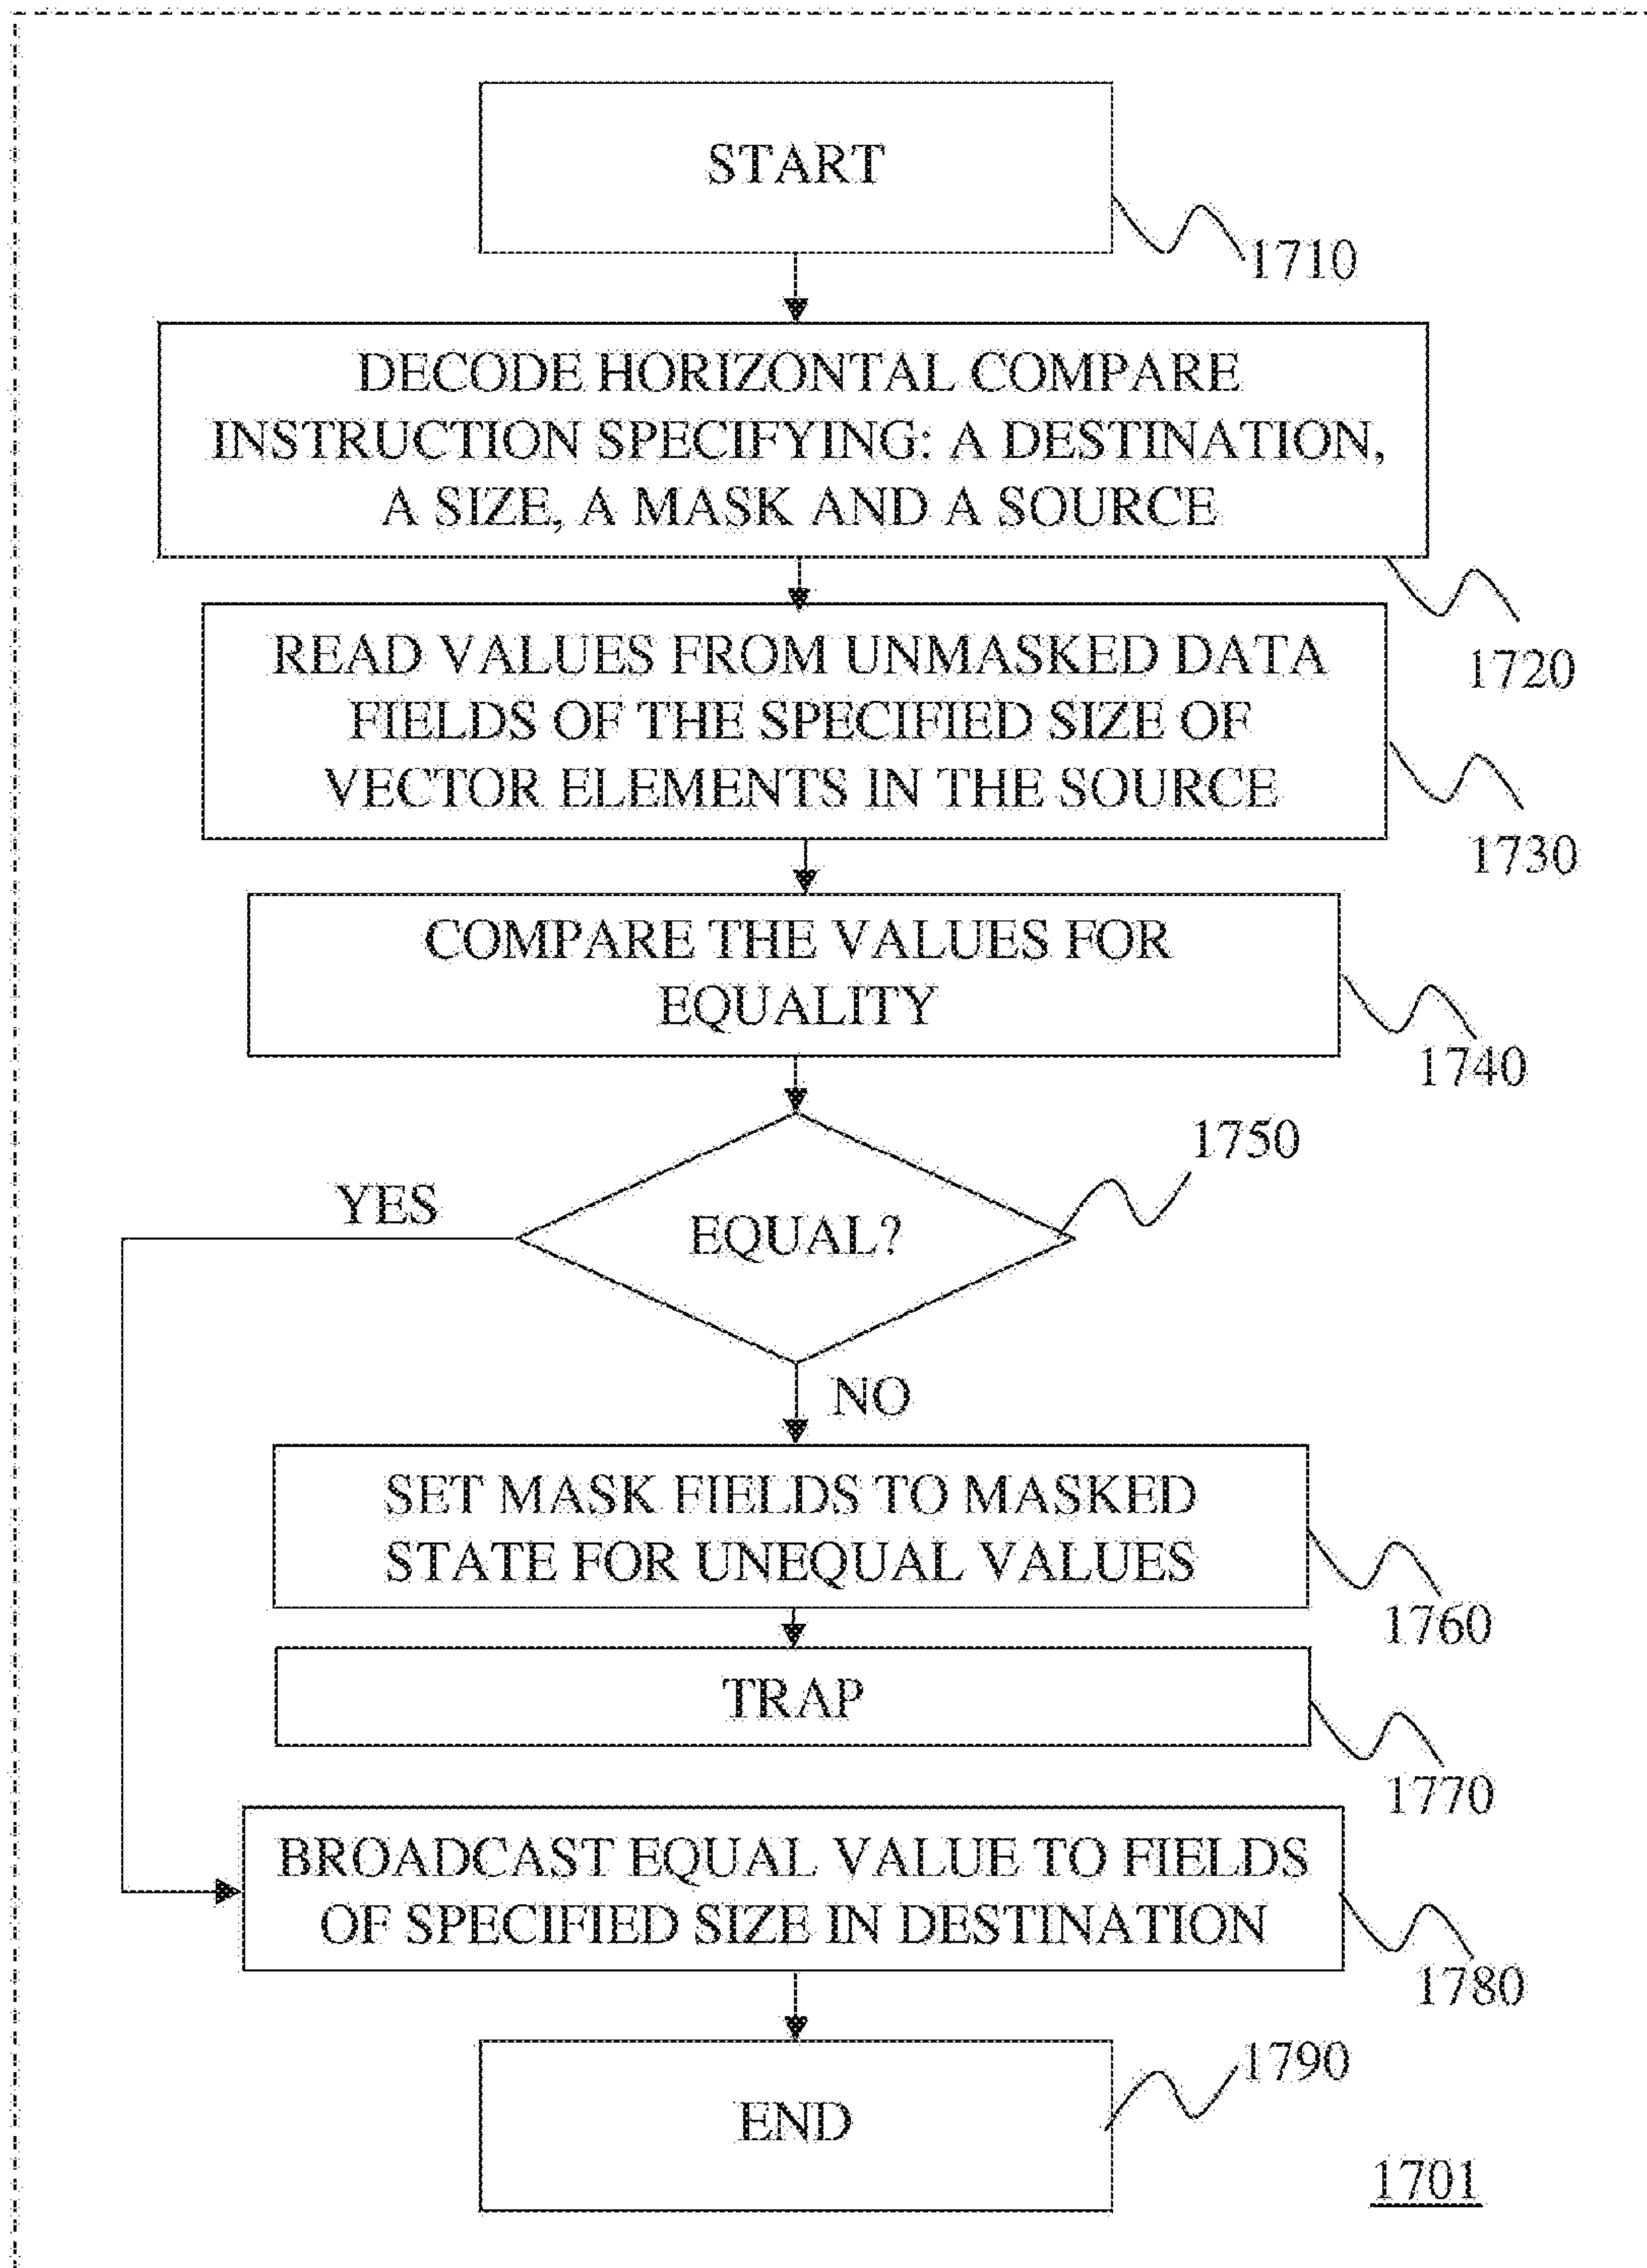 START
1710
DECODE HORIZONTAL COMPARE
INSTRUCTION SPECIFYING: A DESTINATION,
A SIZE, A MASK AND A SOURCE
1720
READ VALUES FROM UNMASKED DATA
FIELDS OF THE SPECIFIED SIZE OF
VECTOR ELEMENTS IN THE SOURCE
1730
COMPARE THE VALUES FOR
EQUALITY
1740
1750
YES
EQUAL?
NO
SET MASK FIELDS TO MASKED
STATE FOR UNEQUAL VALUES
1760
TRAP
1770
BROADCAST EQUAL VALUE TO FIELDS
OF SPECIFIED SIZE IN DESTINATION
1780
1790
END
1701